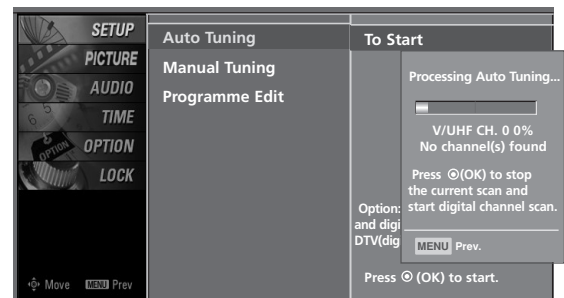 SETUP
PICTURE
AUDIO
TIME
OPTION
LOCK
Move MENU Prev
Auto Tuning
Manual Tuning
Programme Edit
To Start
Processing Auto Tuning...
V/UHF CH. 0 0%
No channel(s) found
Press ⊙(OK) to stop
the current scan and
start digital channel scan.
MENU Prev.
Option:
and digi
DTV(dig
Press ⊙ (OK) to start.